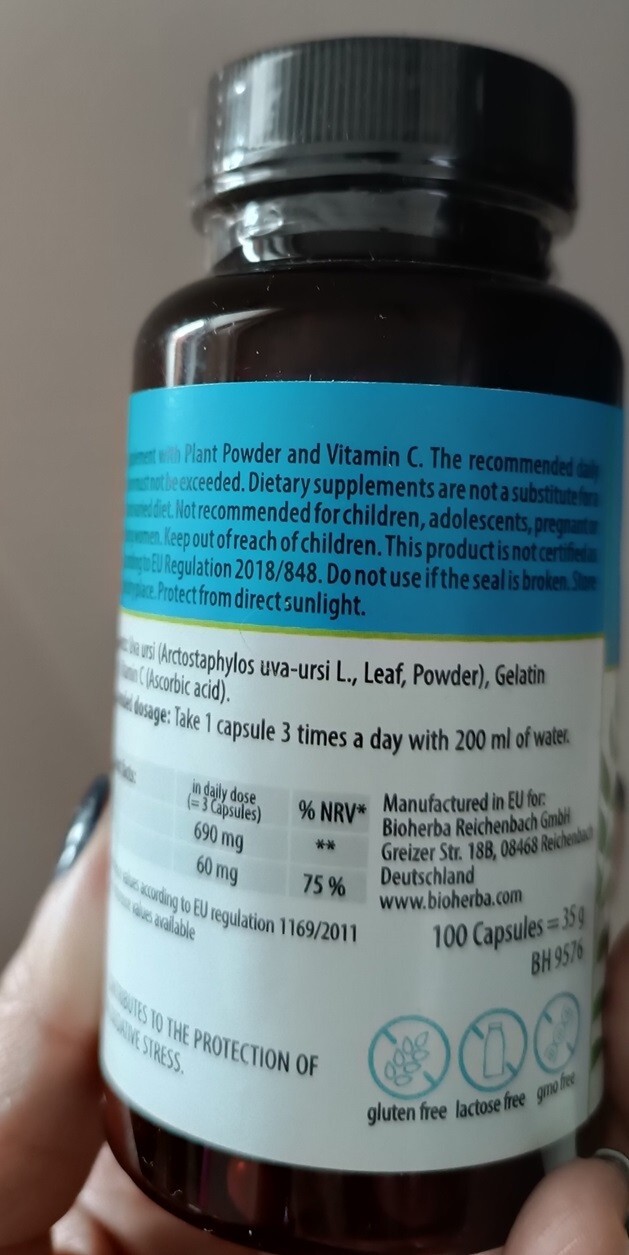 with Plant Powder and Vitamin C. The recommended daily
must not be exceeded. Dietary supplements are not a substitute for a
diet. Not recommended for children, adolescents, pregnant or
women. Keep out of reach of children. This product is not certified as
to EU Regulation 2018/848. Do not use if the seal is broken. Store
place. Protect from direct sunlight.
Uva ursi (Arctostaphylos uva-ursi L., Leaf, Powder), Gelatin
C (Ascorbic acid).
dosage: Take 1 capsule 3 times a day with 200 ml of water.
in daily dose
(= 3 Capsules)
% NRV*
690 mg
**
60 mg
75 %
values according to EU regulation 1169/2011
values available
Manufactured in EU for:
Bioherba Reichenbach GmbH
Greizer Str. 18B, 08468 Reichenbach
Deutschland
www.bioherba.com
100 Capsules = 35 g
BH 9576
TO THE PROTECTION OF
STRESS.
gluten free
lactose free
gmo free